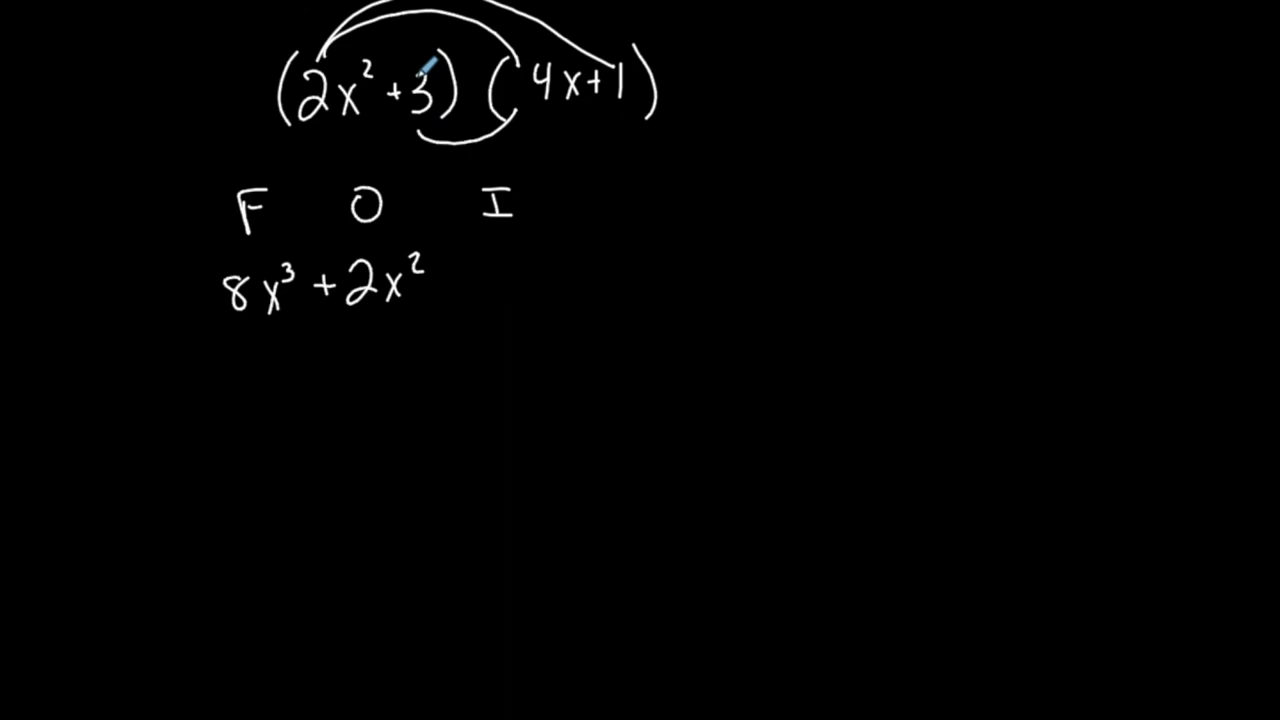 (2x² + 3) (4x + 1)
F O I
8x³ + 2x²